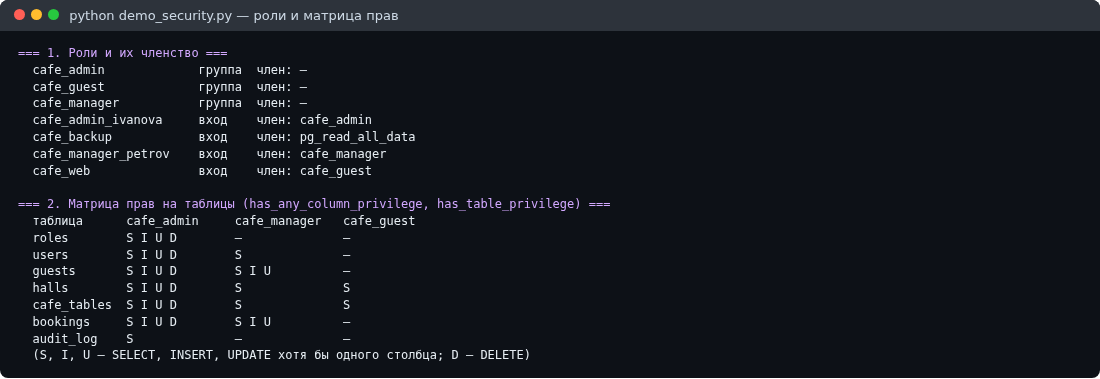 python demo_security.py — роли и матрица прав
=== 1. Роли и их членство ===
cafe_admin             группа  член: —
cafe_guest             группа  член: —
cafe_manager           группа  член: —
cafe_admin_ivanova     вход    член: cafe_admin
cafe_backup            вход    член: pg_read_all_data
cafe_manager_petrov    вход    член: cafe_manager
cafe_web               вход    член: cafe_guest
=== 2. Матрица прав на таблицы (has_any_column_privilege, has_table_privilege) ===
таблица      cafe_admin     cafe_manager   cafe_guest
roles        S I U D        —              —
users        S I U D        S              —
guests       S I U D        S I U          —
halls        S I U D        S              S
cafe_tables  S I U D        S              S
bookings     S I U D        S I U          —
audit_log    S              —              —
(S, I, U — SELECT, INSERT, UPDATE хотя бы одного столбца; D — DELETE)